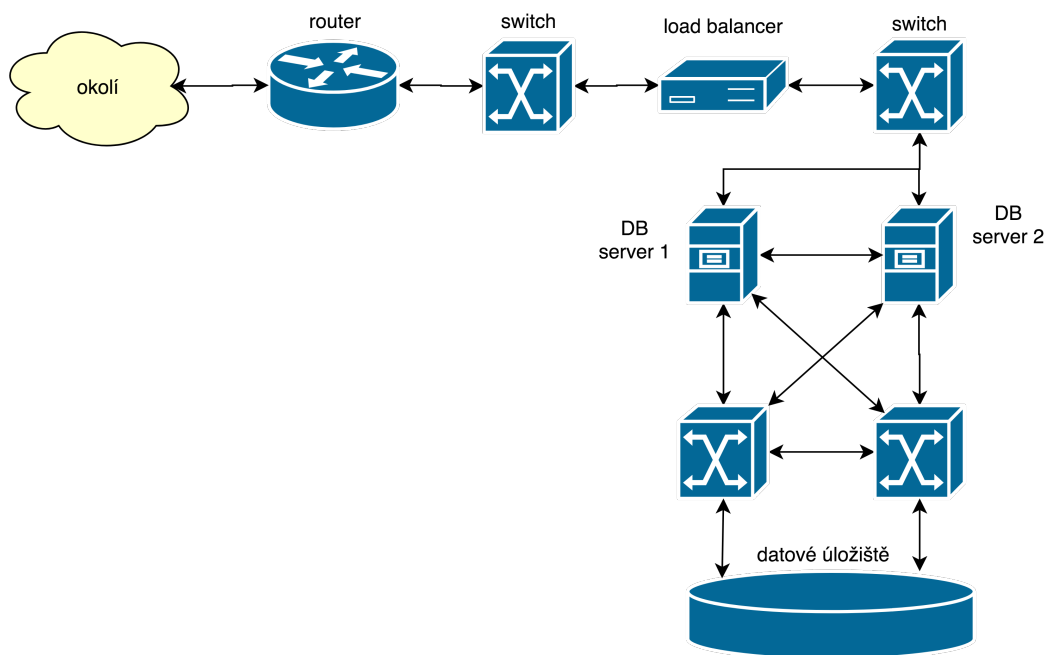 router
switch
load balancer
switch
okolí
DB
server 1
DB
server 2
datové úložiště